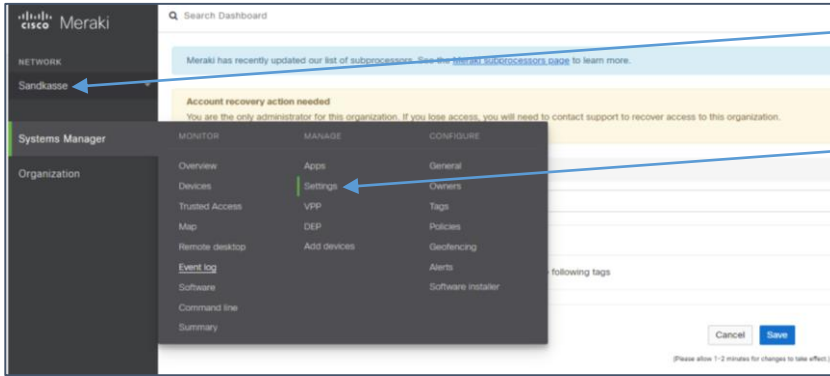 cisco Meraki
Search Dashboard
NETWORK
Sandkasse
Systems Manager
Organization
Meraki has recently updated our list of subprocessors. See the Meraki subprocessors page to learn more.
Account recovery action needed
You are the only administrator for this organization. If you lose access, you will need to contact support to recover access to this organization.
MONITOR
Overview
Devices
Trusted Access
Map
Remote desktop
Event log
Software
Command line
Summary
MANAGE
Apps
Settings
VPP
DEP
Add devices
CONFIGURE
General
Owners
Tags
Policies
Geofencing
Alerts
Software installer
following tags
Cancel Save
(Please allow 1-2 minutes for changes to take effect.)